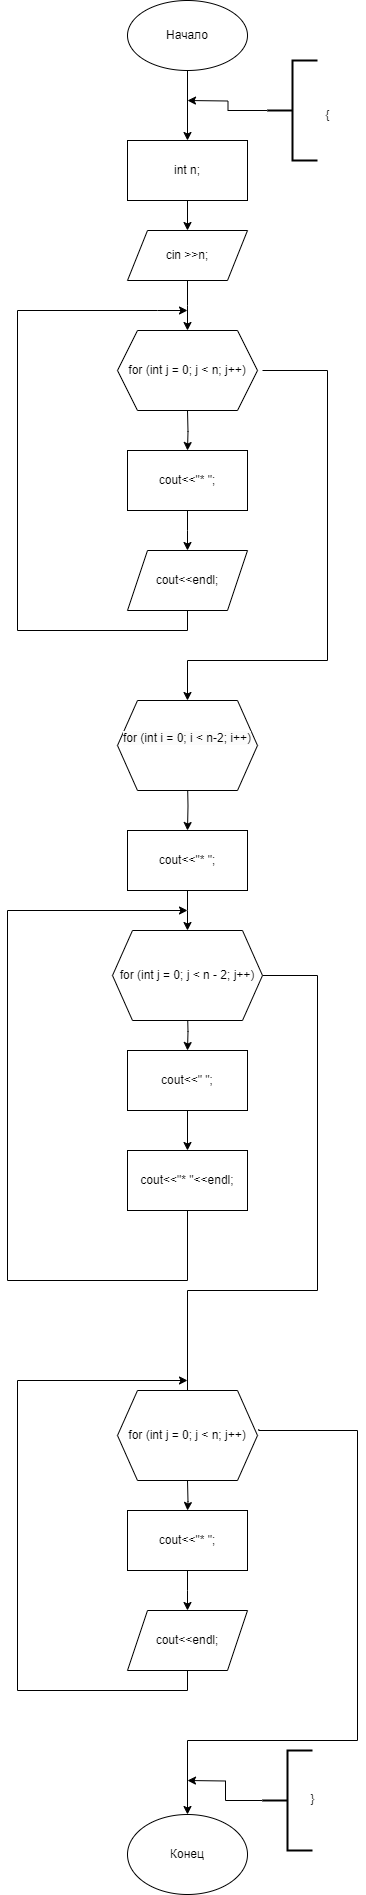 Начало
{
int n;
cin >>n;
for (int j = 0; j < n; j++)
cout<<"* ";
cout<<endl;
for (int i = 0; i < n-2; i++)
cout<<"* ";
for (int j = 0; j < n - 2; j++)
cout<<" ";
cout<<"* "<<endl;
for (int j = 0; j < n; j++)
cout<<"* ";
cout<<endl;
}
Конец